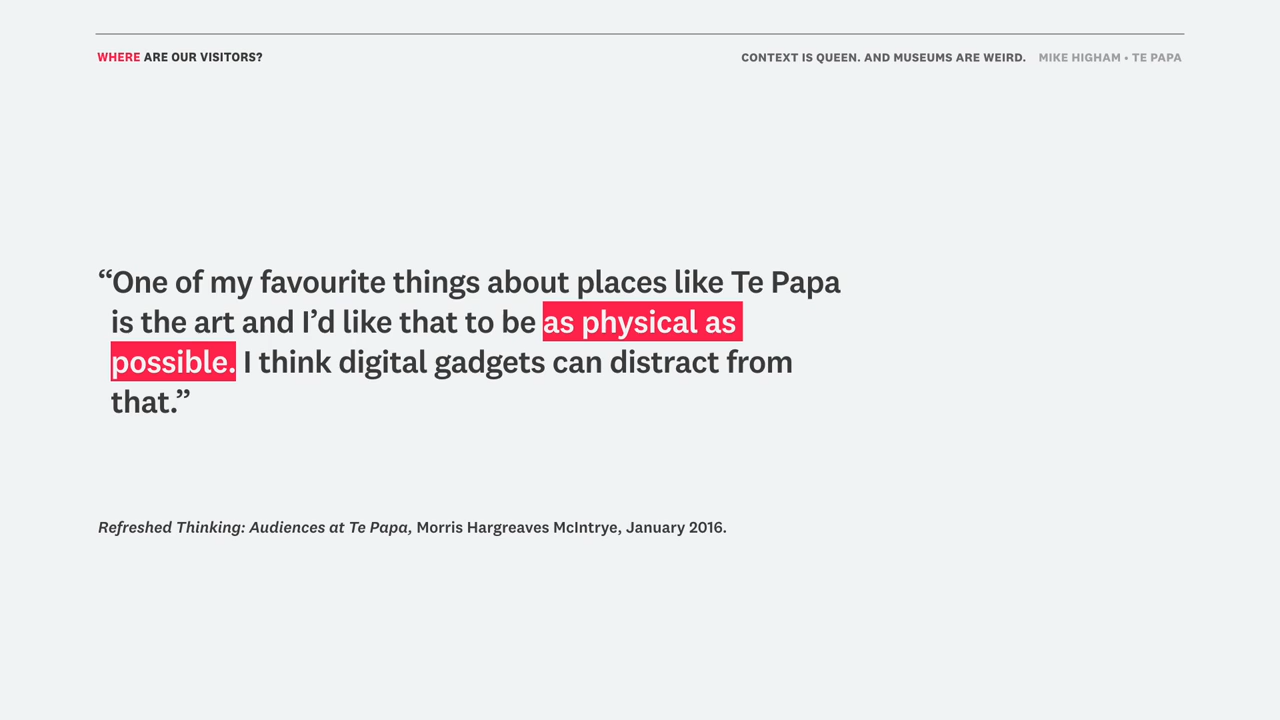 WHERE ARE OUR VISITORS?
CONTEXT IS QUEEN. AND MUSEUMS ARE WEIRD. MIKE HIGHAM • TE PAPA
“One of my favourite things about places like Te Papa
is the art and I’d like that to be as physical as
possible. I think digital gadgets can distract from
that.”
Refreshed Thinking: Audiences at Te Papa, Morris Hargreaves McIntrye, January 2016.